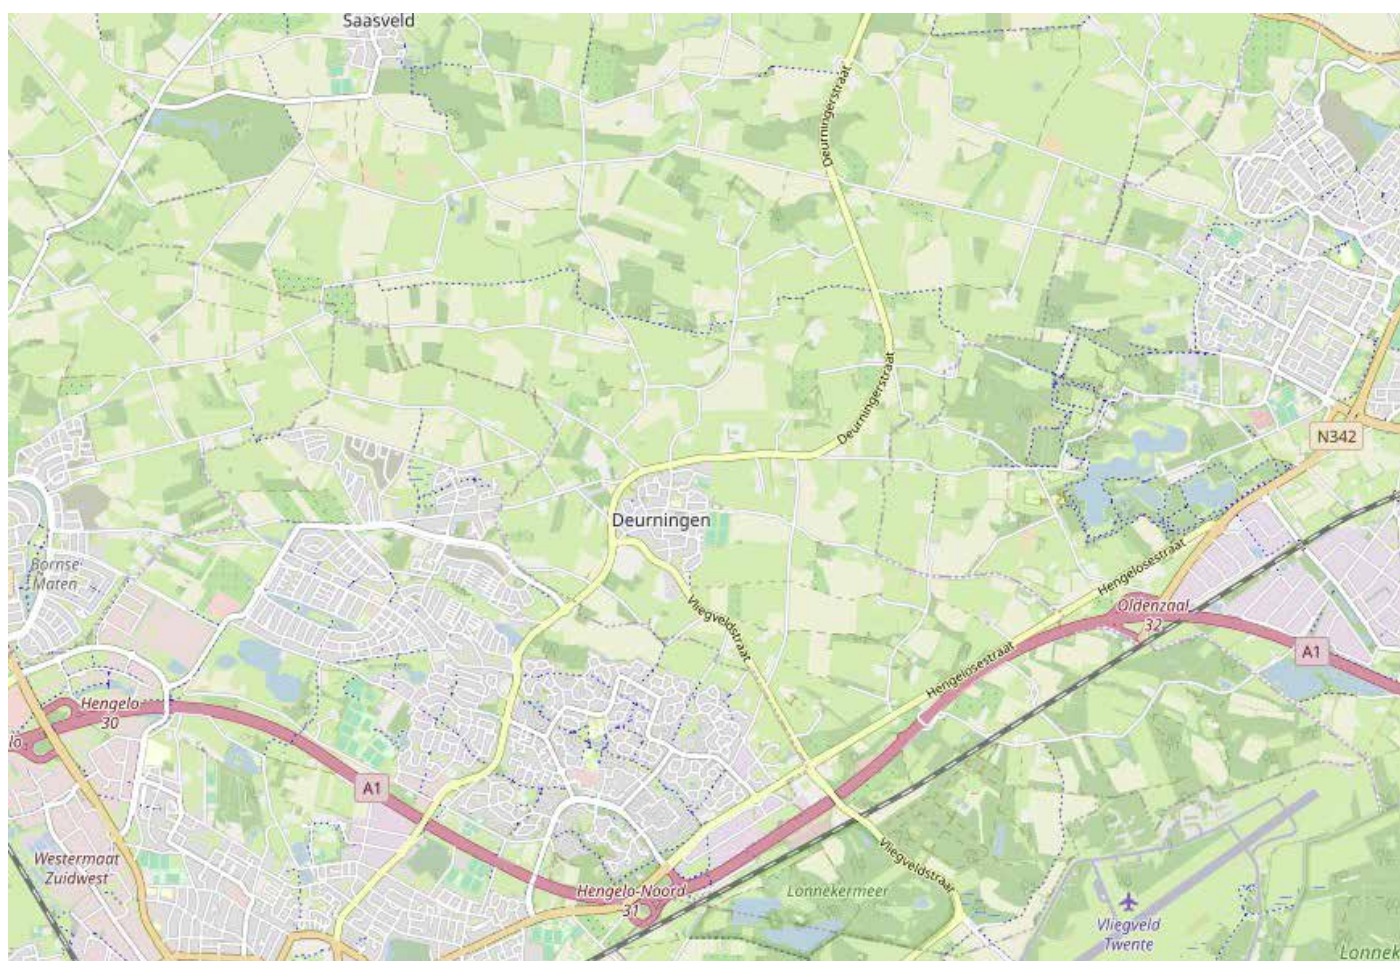 Saasveld
Deurningerstraat
Deurningerstraat
N342
Deurningen
Bornse
Maten
Hengelosestraat
Vliegveldstraat
Oldenzaal
32
A1
Hengelosestraat
Hengelo
30
lo
A1
Westermaat
Zuidwest
Vliegveldstraat
Hengelo-Noord
31
Lonnekermeer
Vliegveld
Twente
Lonnek